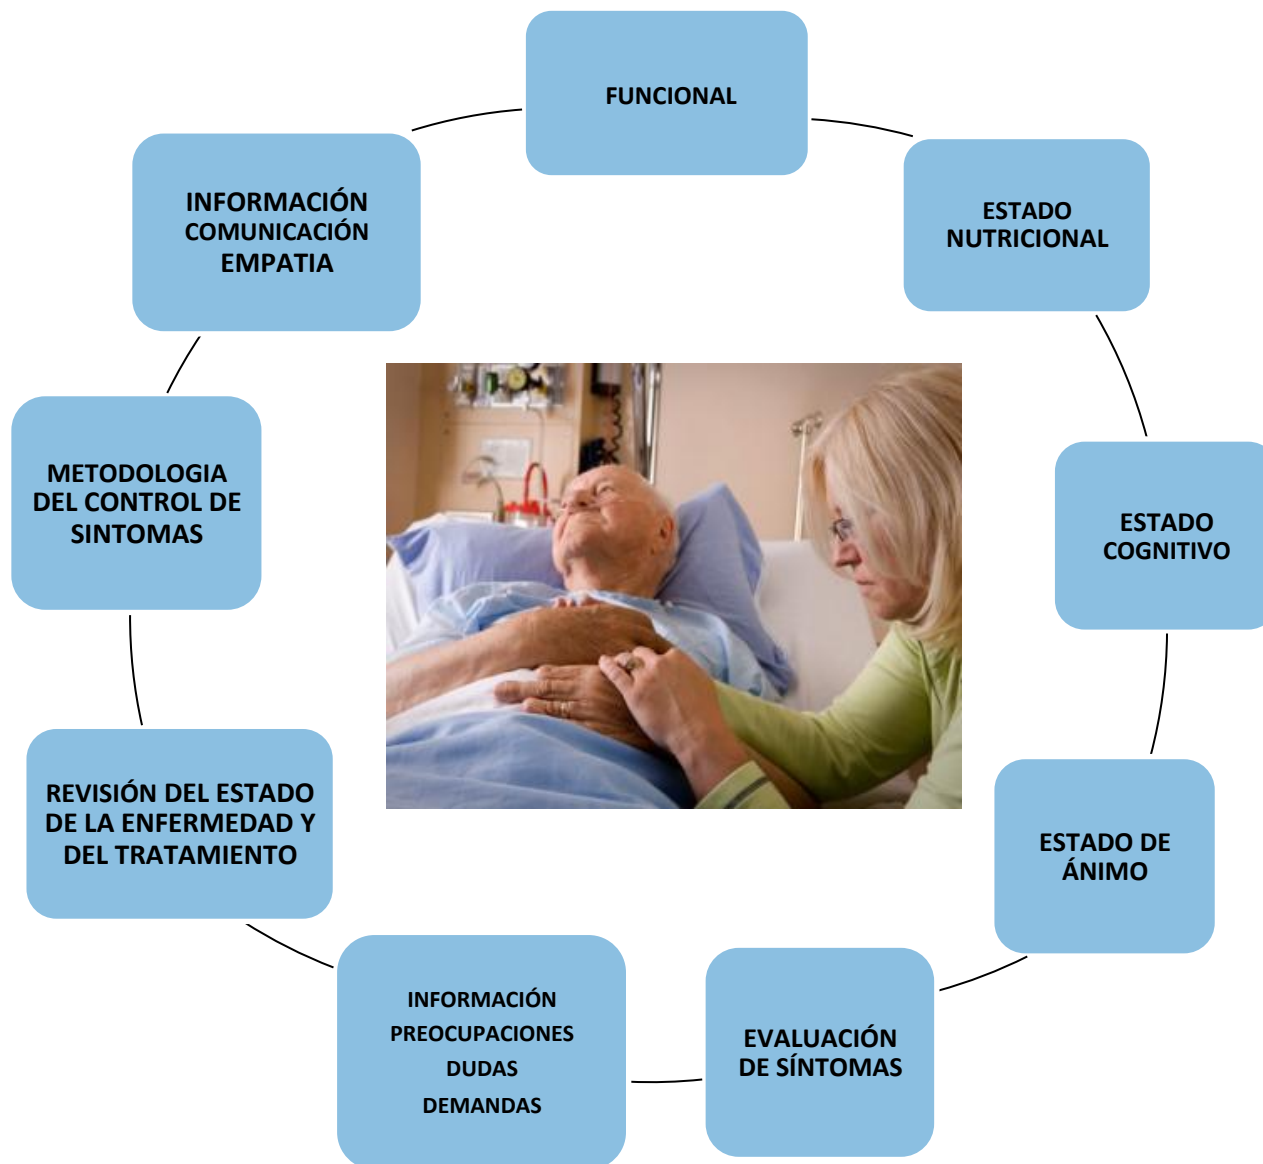 FUNCIONAL
ESTADO
NUTRICIONAL
ESTADO
COGNITIVO
ESTADO DE
ÁNIMO
EVALUACIÓN
DE SÍNTOMAS
INFORMACIÓN
PREOCUPACIONES
DUDAS
DEMANDAS
REVISIÓN DEL ESTADO
DE LA ENFERMEDAD Y
DEL TRATAMIENTO
METODOLOGIA
DEL CONTROL DE
SINTOMAS
INFORMACIÓN
COMUNICACIÓN
EMPATIA